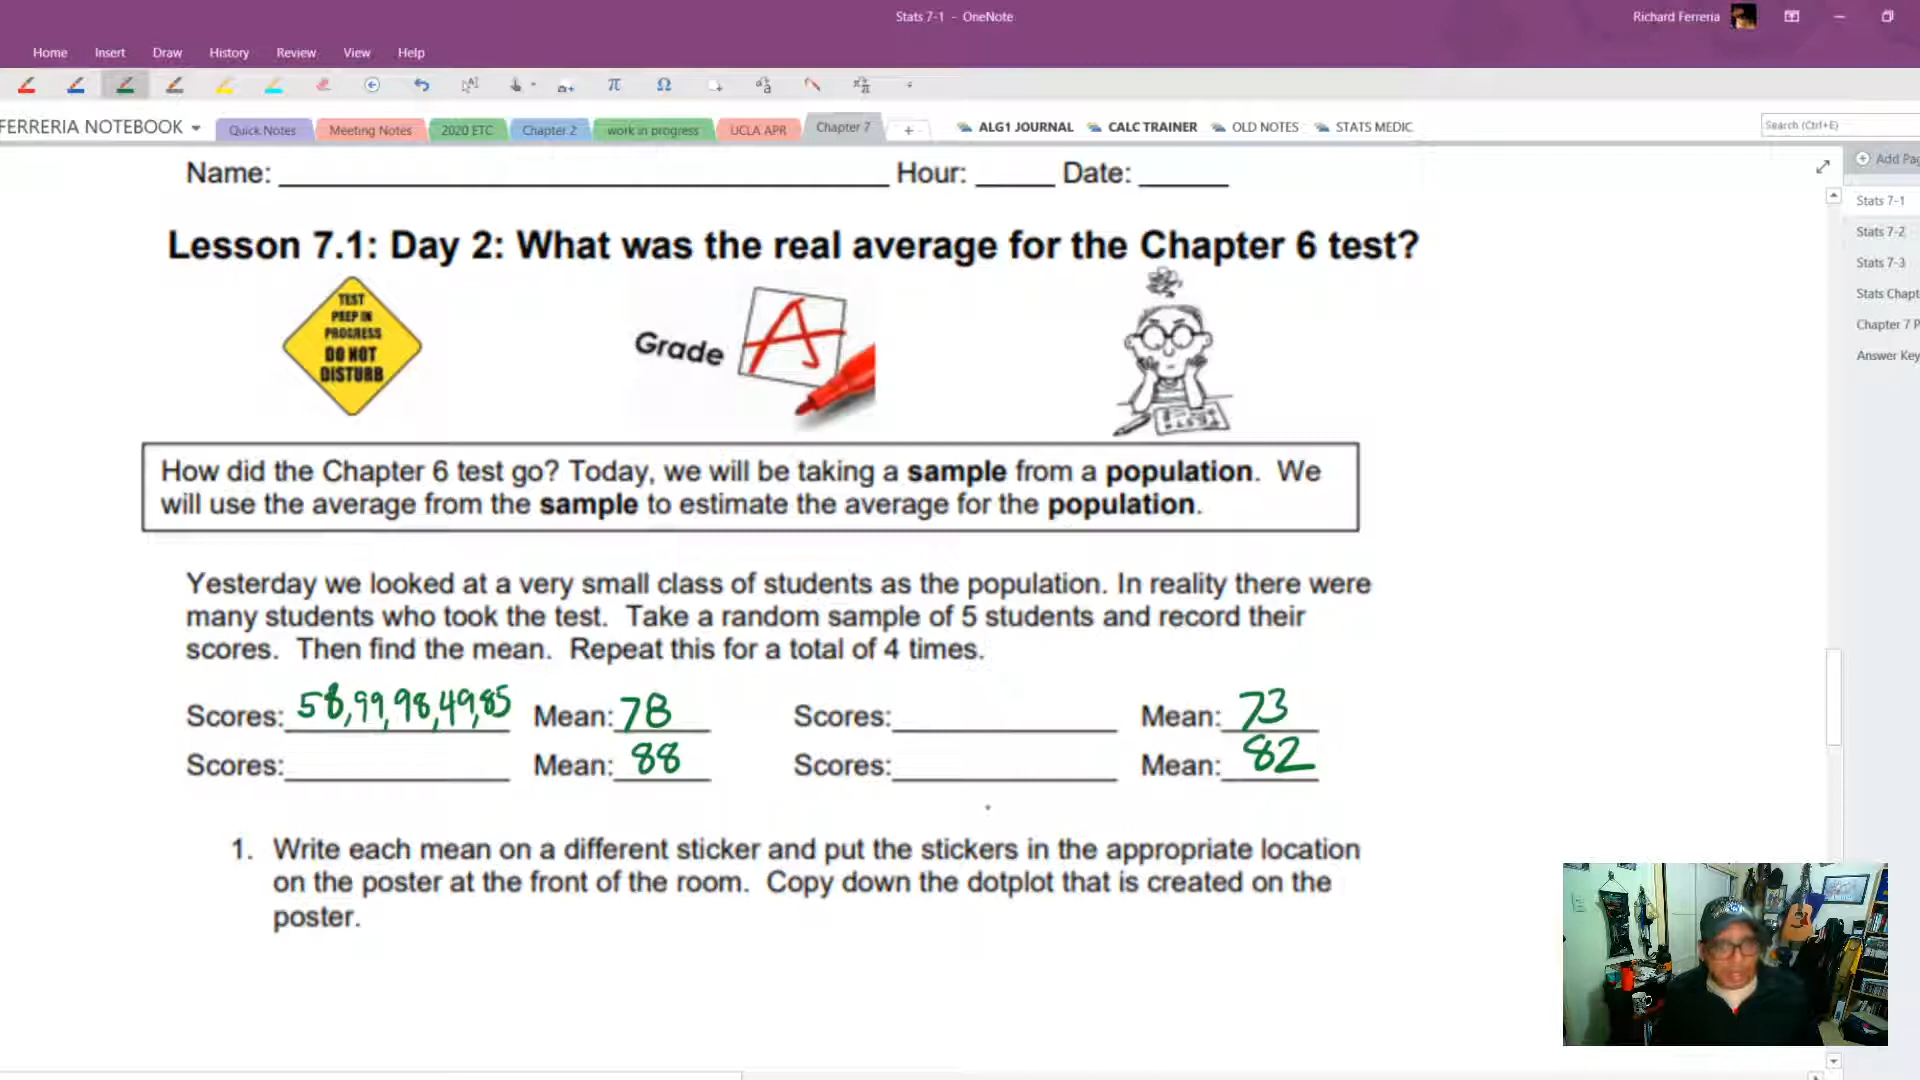 Stats 7-1 - OneNote
Richard Ferreria
Home Insert Draw History Review View Help
FERRERIA NOTEBOOK
Quick Notes Meeting Notes 2020 ETC Chapter 2 work in progress UCLA APR Chapter 7 +
ALG1 JOURNAL CALC TRAINER OLD NOTES STATS MEDIC
Search (Ctrl+E)
Add Pag
Stats 7-1
Stats 7-2
Stats 7-3
Stats Chapt
Chapter 7 P
Answer Key
Name: Hour: Date:
Lesson 7.1: Day 2: What was the real average for the Chapter 6 test?
TEST
PREP IN
PROGRESS
DO NOT
DISTURB
Grade A
TEST
How did the Chapter 6 test go? Today, we will be taking a sample from a population. We
will use the average from the sample to estimate the average for the population.
Yesterday we looked at a very small class of students as the population. In reality there were
many students who took the test. Take a random sample of 5 students and record their
scores. Then find the mean. Repeat this for a total of 4 times.
Scores: 58,99,98,49,85 Mean: 78 Scores: Mean: 73
Scores: Mean: 88 Scores: Mean: 82
1. Write each mean on a different sticker and put the stickers in the appropriate location
on the poster at the front of the room. Copy down the dotplot that is created on the
poster.